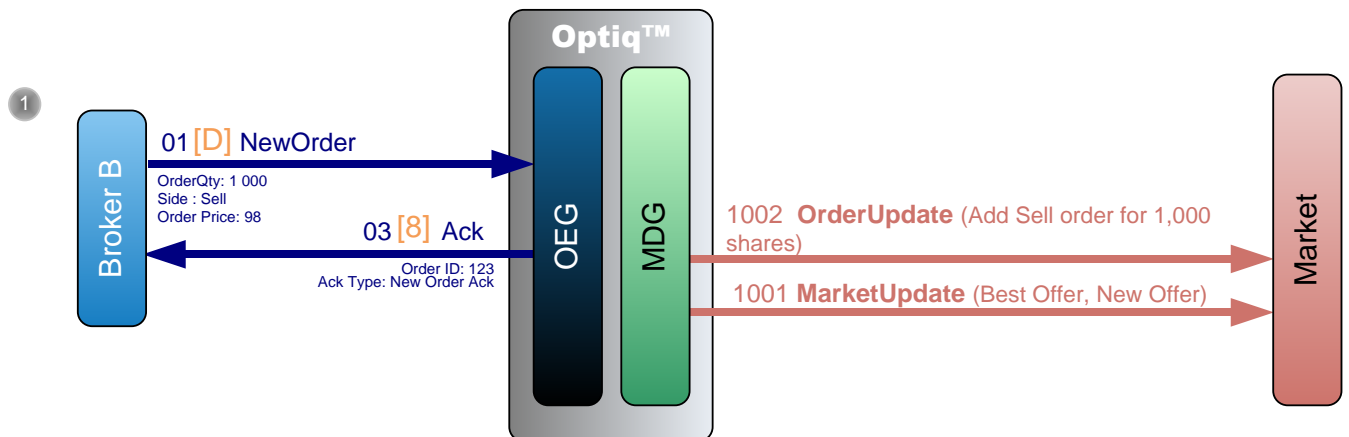 Optiq™
1
Broker B
01 [D] NewOrder
OrderQty: 1 000
Side : Sell
Order Price: 98
03 [8] Ack
Order ID: 123
Ack Type: New Order Ack
OEG
MDG
1002 OrderUpdate (Add Sell order for 1,000
shares)
1001 MarketUpdate (Best Offer, New Offer)
Market